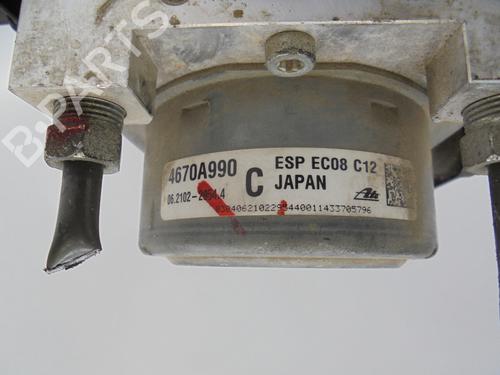 B-PARTS
4670A990
C
ESP EC08 C12
JAPAN
Ate